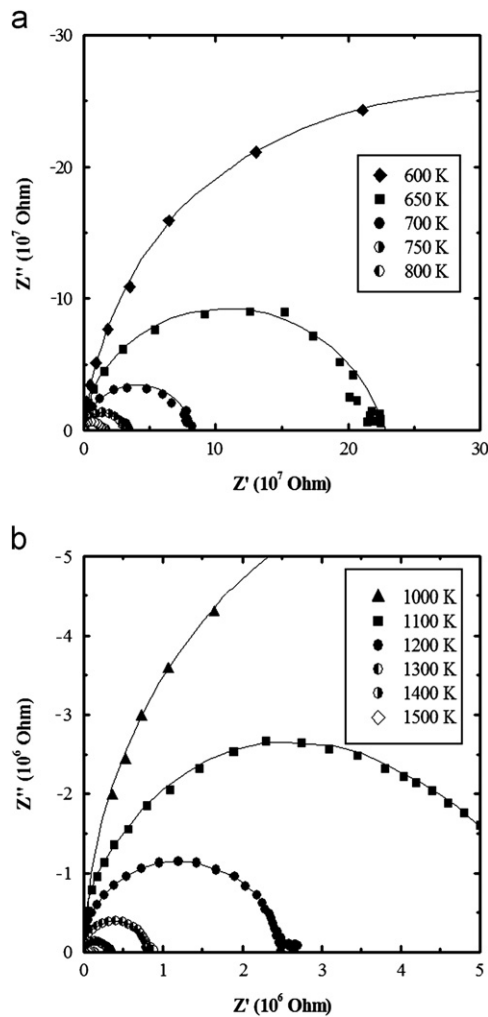 a
-30
-20
-10
0
Z'' (10⁷ Ohm)
600 K
650 K
700 K
750 K
800 K
0 10 20 30
Z' (10⁷ Ohm)
b
-5
-4
-3
-2
-1
0
Z'' (10⁶ Ohm)
1000 K
1100 K
1200 K
1300 K
1400 K
1500 K
0 1 2 3 4 5
Z' (10⁶ Ohm)